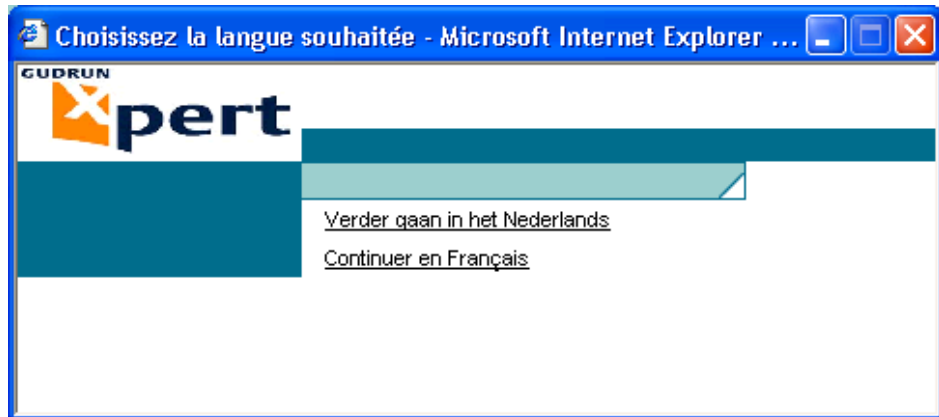 Choisissez la langue souhaitée - Microsoft Internet Explorer ...
GUDRUN
Xpert
Verder gaan in het Nederlands
Continuer en Français